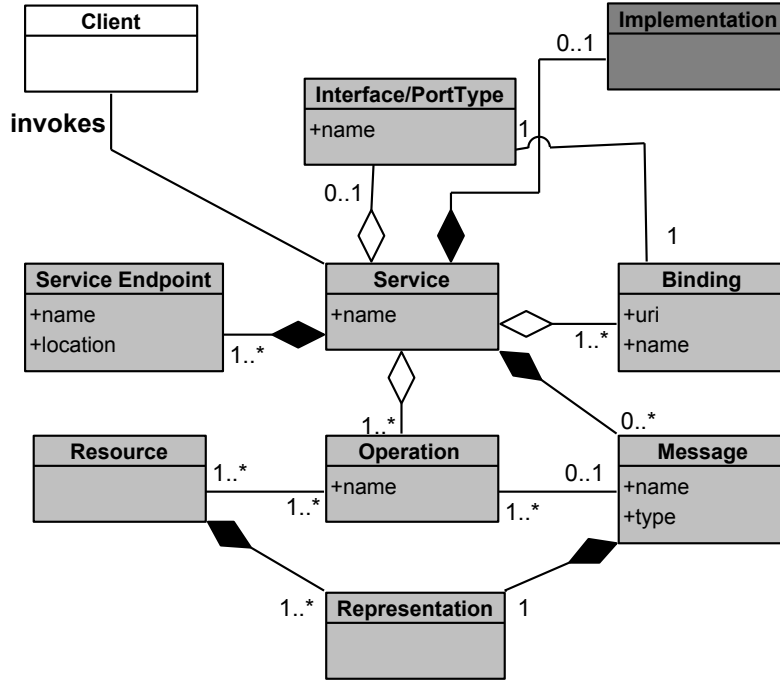 Client
Implementation
0..1
Interface/PortType
+name
1
invokes
0..1
1
Service Endpoint
+name
+location
Service
+name
Binding
+uri
+name
1..*
1..*
1..*
0..*
Resource
Operation
+name
Message
+name
+type
1..*
0..1
1..*
1..*
1..*
Representation
1